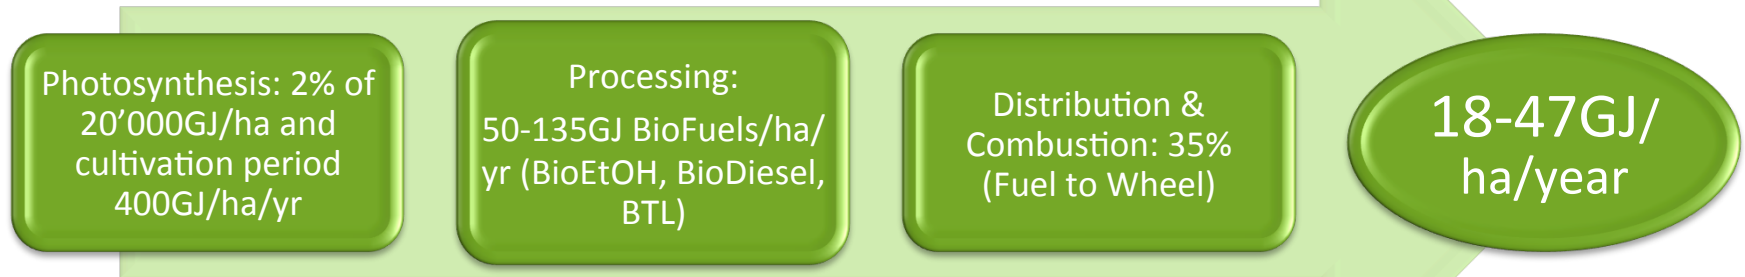 Photosynthesis: 2% of
20’000GJ/ha and
cultivation period
400GJ/ha/yr
Processing:
50-135GJ BioFuels/ha/
yr (BioEtOH, BioDiesel,
BTL)
Distribution &
Combustion: 35%
(Fuel to Wheel)
18-47GJ/
ha/year